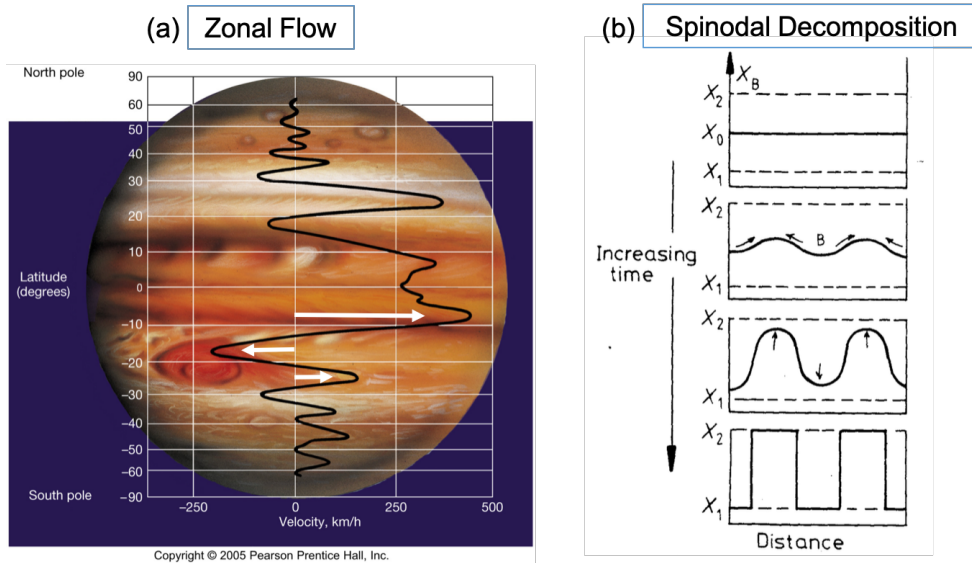 (a) Zonal Flow
North pole
90
60
50
40
30
20
10
0
−10
−20
−30
−40
−50
−60
−90
Latitude
(degrees)
South pole
−250 0 250 500
Velocity, km/h
Copyright © 2005 Pearson Prentice Hall, Inc.
(b) Spinodal Decomposition
X_B
X_2
X_0
X_1
Increasing
time
X_2
B
X_1
X_2
X_1
X_2
X_1
Distance